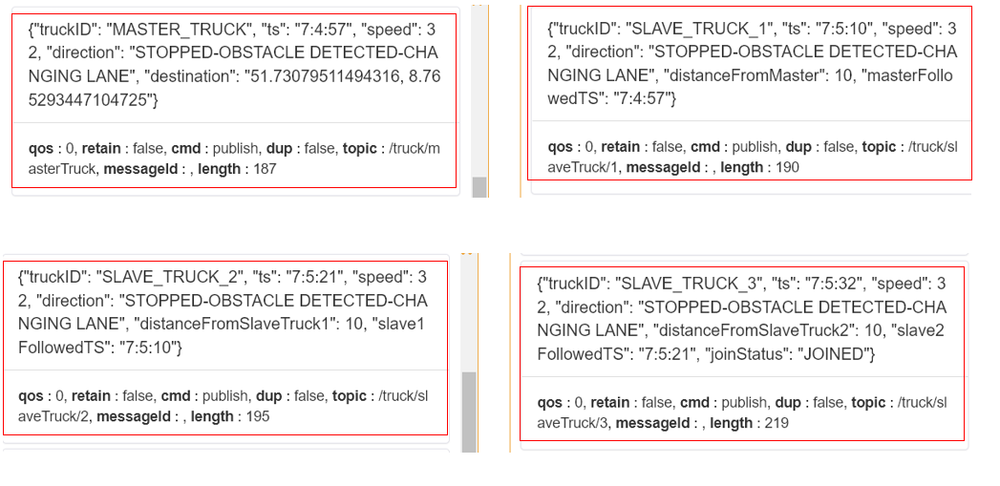 {"truckID": "MASTER_TRUCK", "ts": "7:4:57", "speed": 3
2, "direction": "STOPPED-OBSTACLE DETECTED-CHA
NGING LANE", "destination": "51.73079511494316, 8.76
5293447104725"}
qos : 0, retain : false, cmd : publish, dup : false, topic : /truck/m
asterTruck, messageId : , length : 187
{"truckID": "SLAVE_TRUCK_1", "ts": "7:5:10", "speed": 3
2, "direction": "STOPPED-OBSTACLE DETECTED-CHA
NGING LANE", "distanceFromMaster": 10, "masterFollo
wedTS": "7:4:57"}
qos : 0, retain : false, cmd : publish, dup : false, topic : /truck/sl
aveTruck/1, messageId : , length : 190
{"truckID": "SLAVE_TRUCK_2", "ts": "7:5:21", "speed": 3
2, "direction": "STOPPED-OBSTACLE DETECTED-CHA
NGING LANE", "distanceFromSlaveTruck1": 10, "slave1
FollowedTS": "7:5:10"}
qos : 0, retain : false, cmd : publish, dup : false, topic : /truck/sl
aveTruck/2, messageId : , length : 195
{"truckID": "SLAVE_TRUCK_3", "ts": "7:5:32", "speed": 3
2, "direction": "STOPPED-OBSTACLE DETECTED-CHA
NGING LANE", "distanceFromSlaveTruck2": 10, "slave2
FollowedTS": "7:5:21", "joinStatus": "JOINED"}
qos : 0, retain : false, cmd : publish, dup : false, topic : /truck/sl
aveTruck/3, messageId : , length : 219